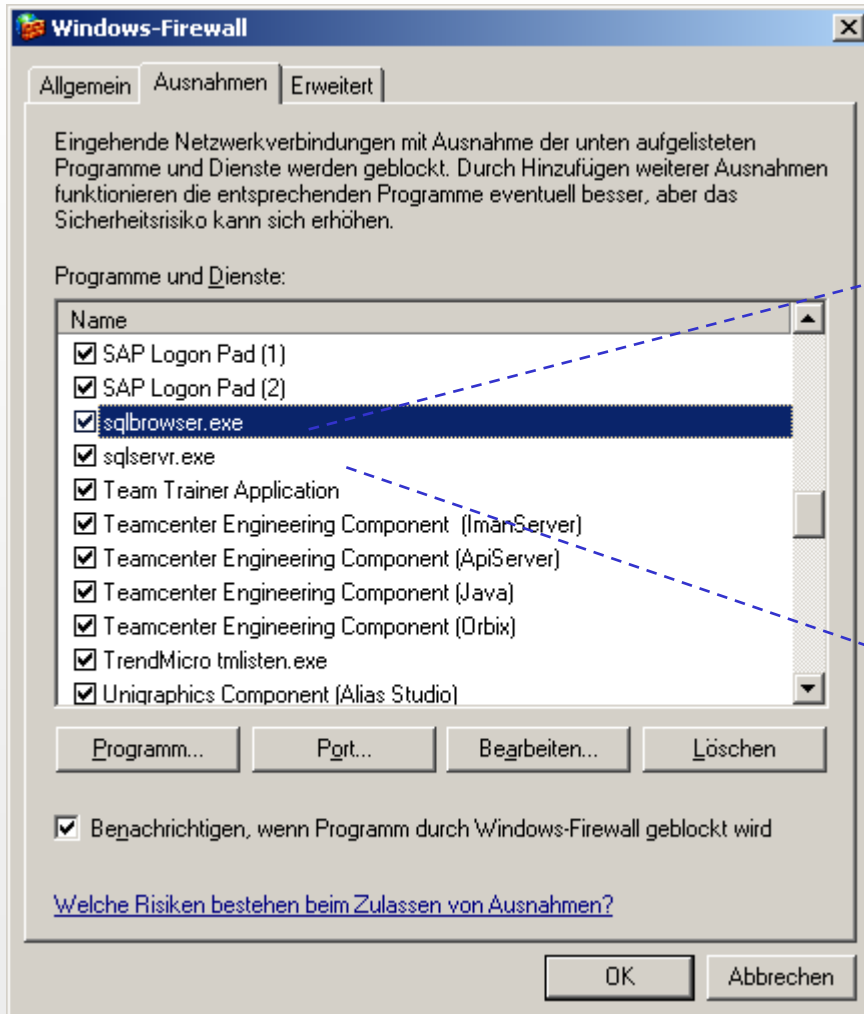 Windows-Firewall
Allgemein Ausnahmen Erweitert
Eingehende Netzwerkverbindungen mit Ausnahme der unten aufgelisteten
Programme und Dienste werden geblockt. Durch Hinzufügen weiterer Ausnahmen
funktionieren die entsprechenden Programme eventuell besser, aber das
Sicherheitsrisiko kann sich erhöhen.
Programme und Dienste:
Name
SAP Logon Pad (1)
SAP Logon Pad (2)
sqlbrowser.exe
sqlservr.exe
Team Trainer Application
Teamcenter Engineering Component (ImanServer)
Teamcenter Engineering Component (ApiServer)
Teamcenter Engineering Component (Java)
Teamcenter Engineering Component (Orbix)
TrendMicro tmlisten.exe
Unigraphics Component (Alias Studio)
Programm... Port... Bearbeiten... Löschen
Benachrichtigen, wenn Programm durch Windows-Firewall geblockt wird
Welche Risiken bestehen beim Zulassen von Ausnahmen?
OK Abbrechen